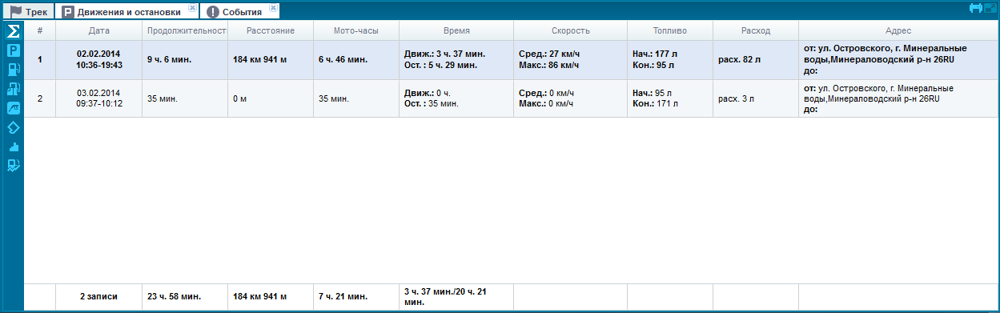 Трек Движения и остановки События
# Дата Продолжительност Расстояние Мото-часы Время Скорость Топливо Расход Адрес
1
02.02.2014
10:36-19:43
9 ч. 6 мин.
184 км 941 м
6 ч. 46 мин.
Движ.: 3 ч. 37 мин.
Ост. : 5 ч. 29 мин.
Сред.: 27 км/ч
Макс.: 86 км/ч
Нач.: 177 л
Кон.: 95 л
расх. 82 л
от: ул. Островского, г. Минеральные
воды,Минераловодский р-н 26RU
до:
2
03.02.2014
09:37-10:12
35 мин.
0 м
35 мин.
Движ.: 0 ч.
Ост. : 35 мин.
Сред.: 0 км/ч
Макс.: 0 км/ч
Нач.: 95 л
Кон.: 171 л
расх. 3 л
от: ул. Островского, г. Минеральные
воды,Минераловодский р-н 26RU
до:
2 записи
23 ч. 58 мин.
184 км 941 м
7 ч. 21 мин.
3 ч. 37 мин./20 ч. 21
мин.